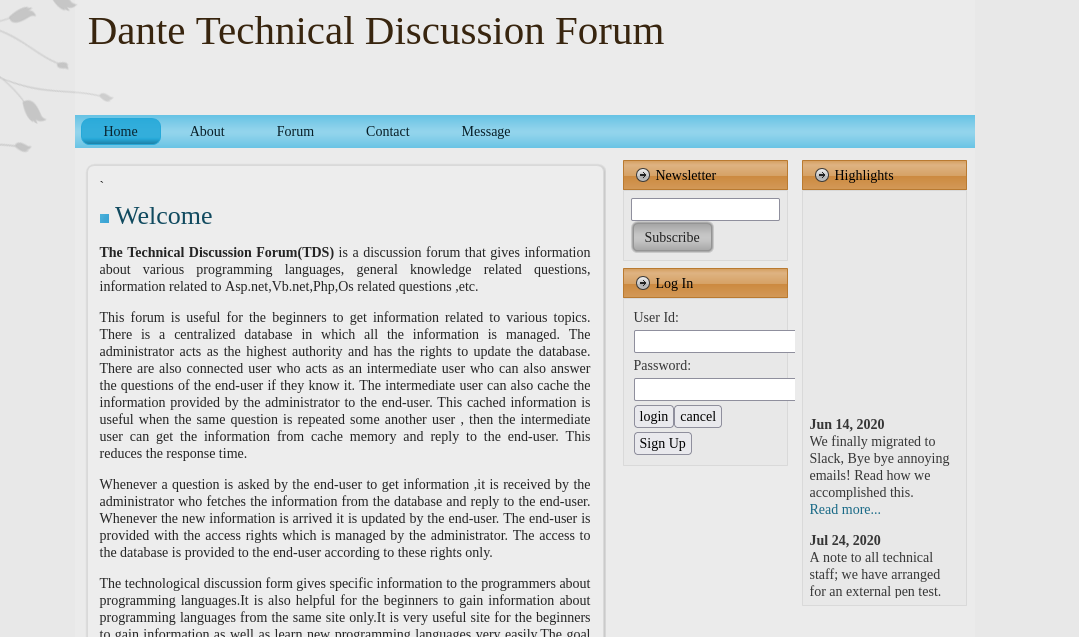 Dante Technical Discussion Forum
Home About Forum Contact Message
`
Welcome
The Technical Discussion Forum(TDS) is a discussion forum that gives information
about various programming languages, general knowledge related questions,
information related to Asp.net,Vb.net,Php,Os related questions ,etc.
This forum is useful for the beginners to get information related to various topics.
There is a centralized database in which all the information is managed. The
administrator acts as the highest authority and has the rights to update the database.
There are also connected user who acts as an intermediate user who can also answer
the questions of the end-user if they know it. The intermediate user can also cache the
information provided by the administrator to the end-user. This cached information is
useful when the same question is repeated some another user , then the intermediate
user can get the information from cache memory and reply to the end-user. This
reduces the response time.
Whenever a question is asked by the end-user to get information ,it is received by the
administrator who fetches the information from the database and reply to the end-user.
Whenever the new information is arrived it is updated by the end-user. The end-user is
provided with the access rights which is managed by the administrator. The access to
the database is provided to the end-user according to these rights only.
The technological discussion form gives specific information to the programmers about
programming languages.It is also helpful for the beginners to gain information about
programming languages from the same site only.It is very useful site for the beginners
to gain information as well as learn new programming languages very easily.The goal
Newsletter
Subscribe
Log In
User Id:
Password:
login cancel
Sign Up
Highlights
Jun 14, 2020
We finally migrated to
Slack, Bye bye annoying
emails! Read how we
accomplished this.
Read more...
Jul 24, 2020
A note to all technical
staff; we have arranged
for an external pen test.